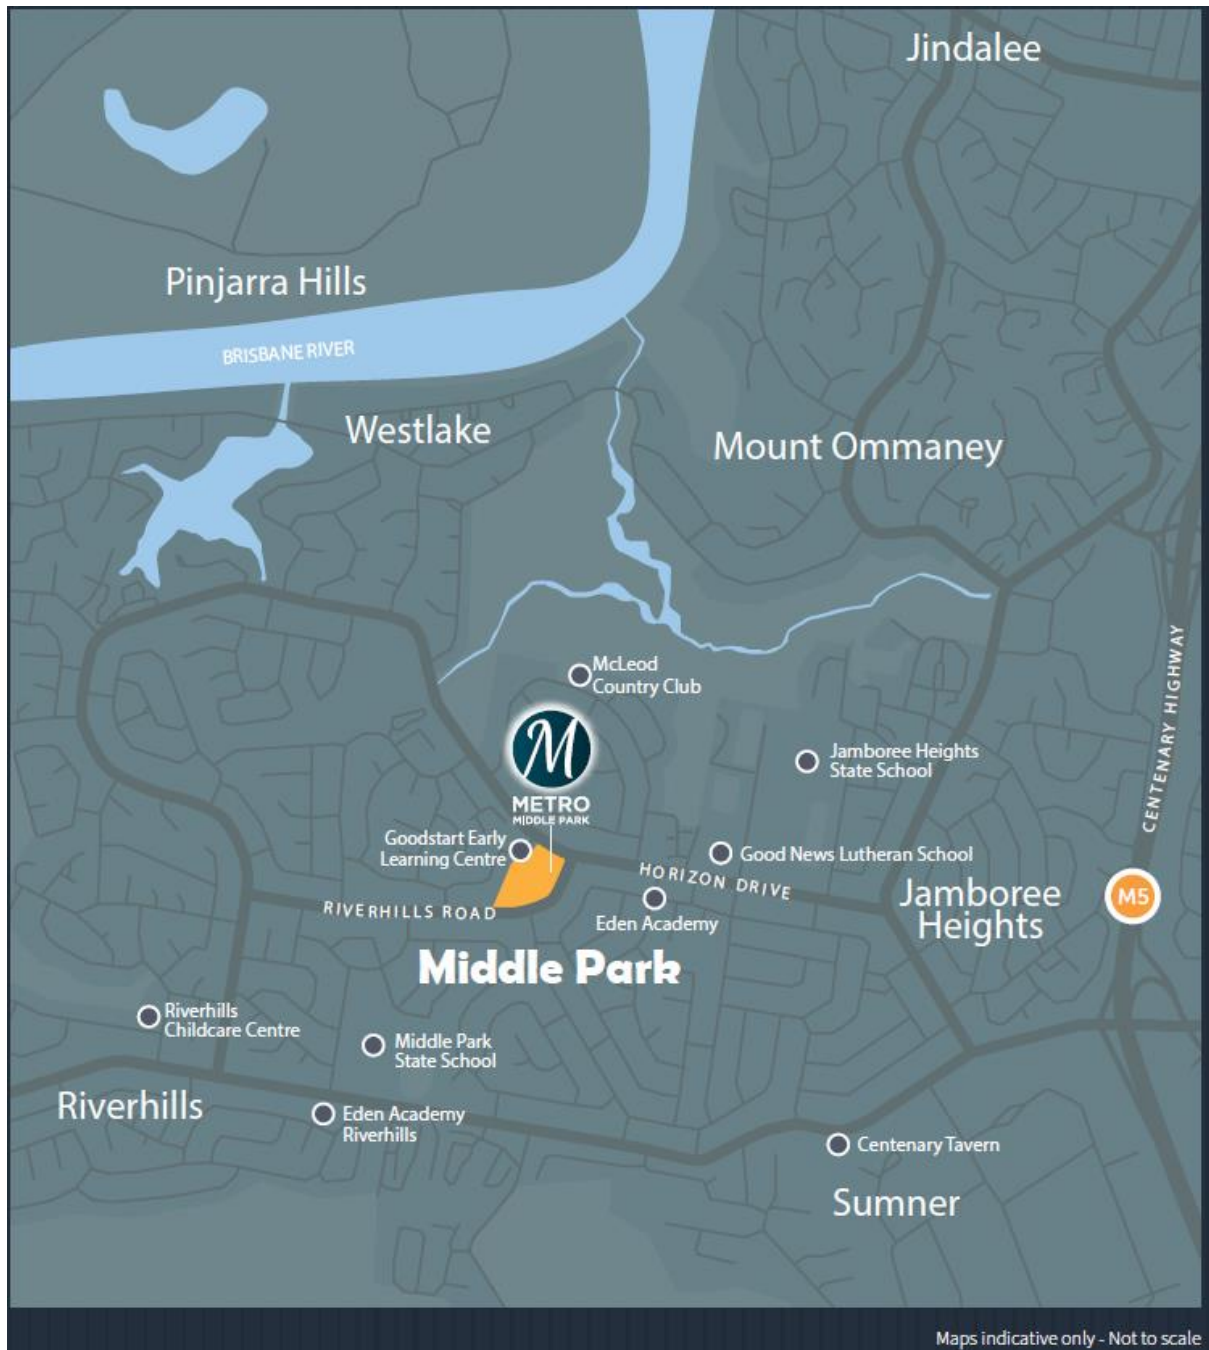 Jindalee
Pinjarra Hills
BRISBANE RIVER
Westlake
Mount Ommaney
CENTENARY HIGHWAY
McLeod
Country Club
M
METRO
MIDDLE PARK
Jamboree Heights
State School
Goodstart Early
Learning Centre
Good News Lutheran School
HORIZON DRIVE
Jamboree
Heights
M5
RIVERHILLS ROAD
Eden Academy
Middle Park
Riverhills
Childcare Centre
Middle Park
State School
Riverhills
Eden Academy
Riverhills
Centenary Tavern
Sumner
Maps indicative only - Not to scale